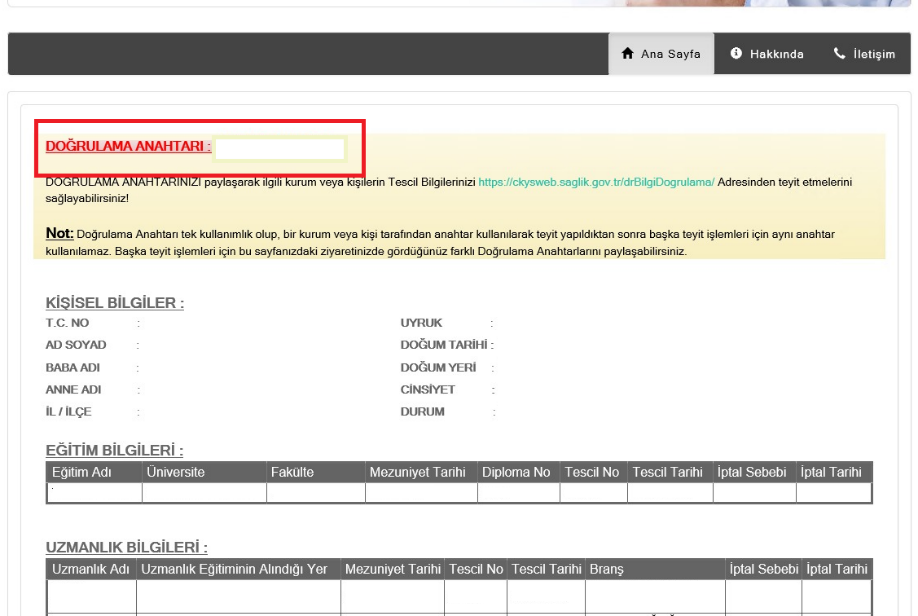 Ana Sayfa Hakkında İletişim
DOĞRULAMA ANAHTARI :
DOĞRULAMA ANAHTARINIZI paylaşarak ilgili kurum veya kişilerin Tescil Bilgilerinizi https://ckysweb.saglik.gov.tr/drBilgiDogrulama/ Adresinden teyit etmelerini
sağlayabilirsiniz!
Not: Doğrulama Anahtarı tek kullanımlık olup, bir kurum veya kişi tarafından anahtar kullanılarak teyit yapıldıktan sonra başka teyit işlemleri için aynı anahtar
kullanılamaz. Başka teyit işlemleri için bu sayfanızdaki ziyaretinizde gördüğünüz farklı Doğrulama Anahtarlarını paylaşabilirsiniz.
KİŞİSEL BİLGİLER :
T.C. NO : UYRUK :
AD SOYAD : DOĞUM TARİHİ :
BABA ADI : DOĞUM YERİ :
ANNE ADI : CİNSİYET :
İL / İLÇE : DURUM :
EĞİTİM BİLGİLERİ :
Eğitim Adı Üniversite Fakülte Mezuniyet Tarihi Diploma No Tescil No Tescil Tarihi İptal Sebebi İptal Tarihi
UZMANLIK BİLGİLERİ :
Uzmanlık Adı Uzmanlık Eğitiminin Alındığı Yer Mezuniyet Tarihi Tescil No Tescil Tarihi Branş İptal Sebebi İptal Tarihi